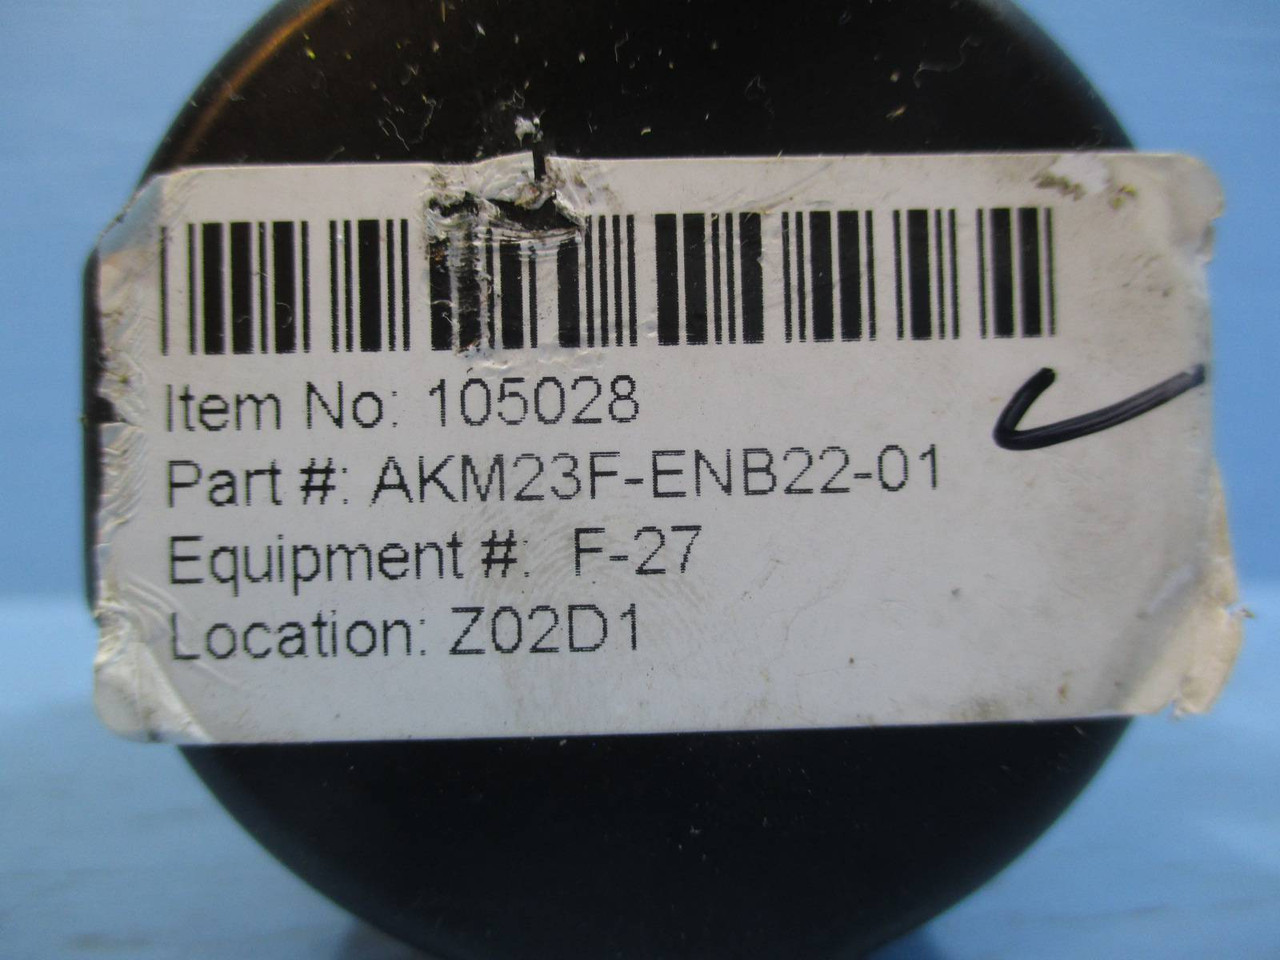 Item No: 105028
Part #: AKM23F-ENB22-01
Equipment #: F-27
Location: Z02D1